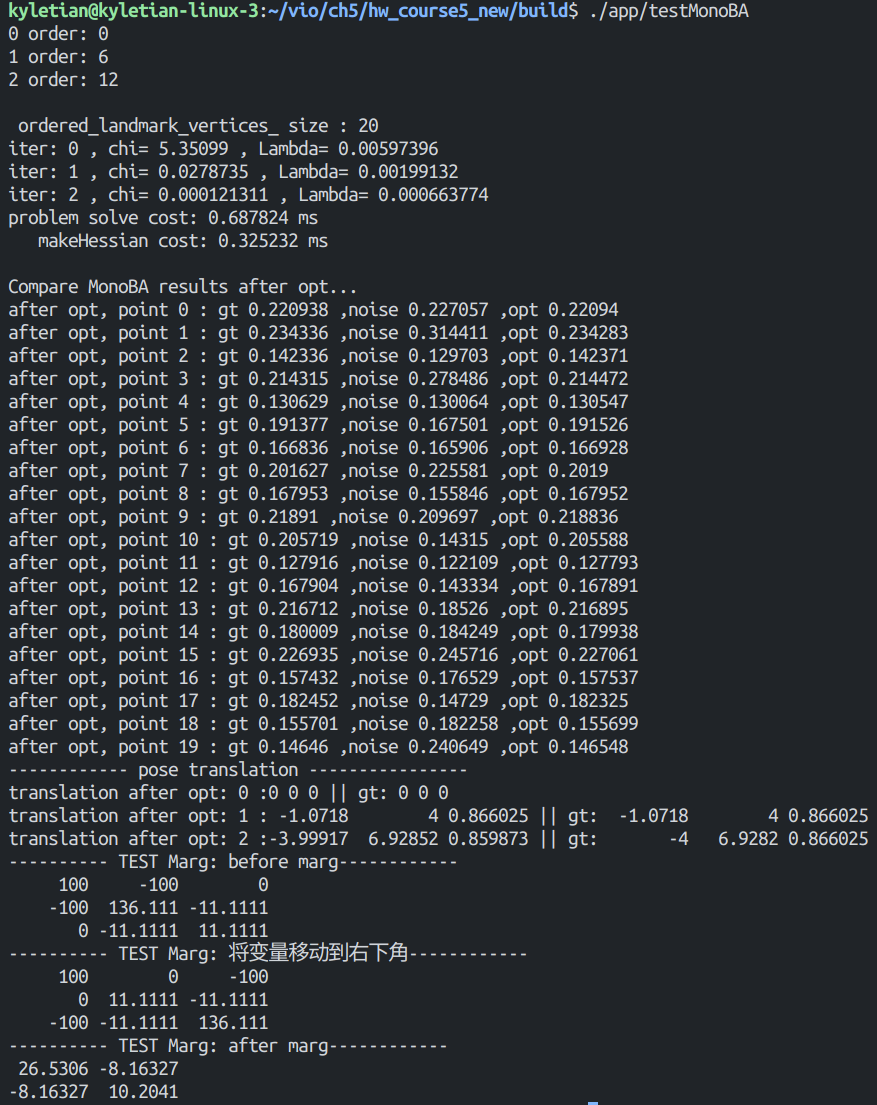 kyletian@kyletian-linux-3:~/vio/ch5/hw_course5_new/build$ ./app/testMonoBA
0 order: 0
1 order: 6
2 order: 12
ordered_landmark_vertices_ size : 20
iter: 0 , chi= 5.35099 , Lambda= 0.00597396
iter: 1 , chi= 0.0278735 , Lambda= 0.00199132
iter: 2 , chi= 0.000121311 , Lambda= 0.000663774
problem solve cost: 0.687824 ms
makeHessian cost: 0.325232 ms
Compare MonoBA results after opt...
after opt, point 0 : gt 0.220938 ,noise 0.227057 ,opt 0.22094
after opt, point 1 : gt 0.234336 ,noise 0.314411 ,opt 0.234283
after opt, point 2 : gt 0.142336 ,noise 0.129703 ,opt 0.142371
after opt, point 3 : gt 0.214315 ,noise 0.278486 ,opt 0.214472
after opt, point 4 : gt 0.130629 ,noise 0.130064 ,opt 0.130547
after opt, point 5 : gt 0.191377 ,noise 0.167501 ,opt 0.191526
after opt, point 6 : gt 0.166836 ,noise 0.165906 ,opt 0.166928
after opt, point 7 : gt 0.201627 ,noise 0.225581 ,opt 0.2019
after opt, point 8 : gt 0.167953 ,noise 0.155846 ,opt 0.167952
after opt, point 9 : gt 0.21891 ,noise 0.209697 ,opt 0.218836
after opt, point 10 : gt 0.205719 ,noise 0.14315 ,opt 0.205588
after opt, point 11 : gt 0.127916 ,noise 0.122109 ,opt 0.127793
after opt, point 12 : gt 0.167904 ,noise 0.143334 ,opt 0.167891
after opt, point 13 : gt 0.216712 ,noise 0.18526 ,opt 0.216895
after opt, point 14 : gt 0.180009 ,noise 0.184249 ,opt 0.179938
after opt, point 15 : gt 0.226935 ,noise 0.245716 ,opt 0.227061
after opt, point 16 : gt 0.157432 ,noise 0.176529 ,opt 0.157537
after opt, point 17 : gt 0.182452 ,noise 0.14729 ,opt 0.182325
after opt, point 18 : gt 0.155701 ,noise 0.182258 ,opt 0.155699
after opt, point 19 : gt 0.14646 ,noise 0.240649 ,opt 0.146548
------------ pose translation ----------------
translation after opt: 0 :0 0 0 || gt: 0 0 0
translation after opt: 1 : -1.0718        4 0.866025 || gt:  -1.0718        4 0.866025
translation after opt: 2 :-3.99917  6.92852 0.859873 || gt:       -4   6.9282 0.866025
---------- TEST Marg: before marg------------
     100     -100        0
    -100  136.111 -11.1111
       0 -11.1111  11.1111
---------- TEST Marg: 将变量移动到右下角------------
     100        0     -100
       0  11.1111 -11.1111
    -100 -11.1111  136.111
---------- TEST Marg: after marg------------
 26.5306 -8.16327
-8.16327  10.2041